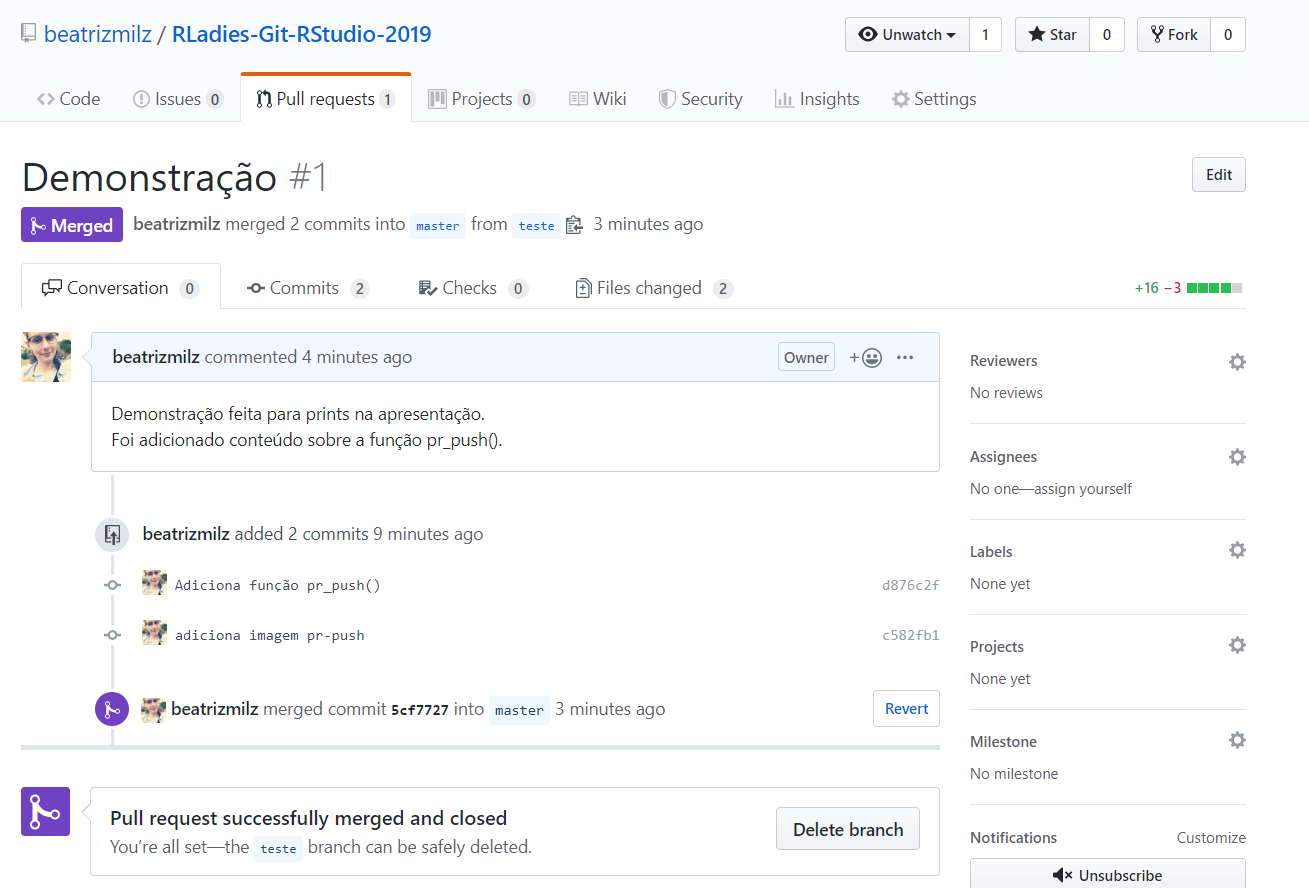 beatrizmilz / RLadies-Git-RStudio-2019
Unwatch 1 Star 0 Fork 0
Code Issues 0 Pull requests 1 Projects 0 Wiki Security Insights Settings
Demonstração #1
Edit
Merged beatrizmilz merged 2 commits into master from teste 3 minutes ago
Conversation 0 Commits 2 Checks 0 Files changed 2 +16 −3
beatrizmilz commented 4 minutes ago Owner
Demonstração feita para prints na apresentação.
Foi adicionado conteúdo sobre a função pr_push().
beatrizmilz added 2 commits 9 minutes ago
Adiciona função pr_push() d876c2f
adiciona imagem pr-push c582fb1
beatrizmilz merged commit 5cf7727 into master 3 minutes ago Revert
Pull request successfully merged and closed
You’re all set—the teste branch can be safely deleted.
Delete branch
Reviewers
No reviews
Assignees
No one—assign yourself
Labels
None yet
Projects
None yet
Milestone
No milestone
Notifications Customize
Unsubscribe